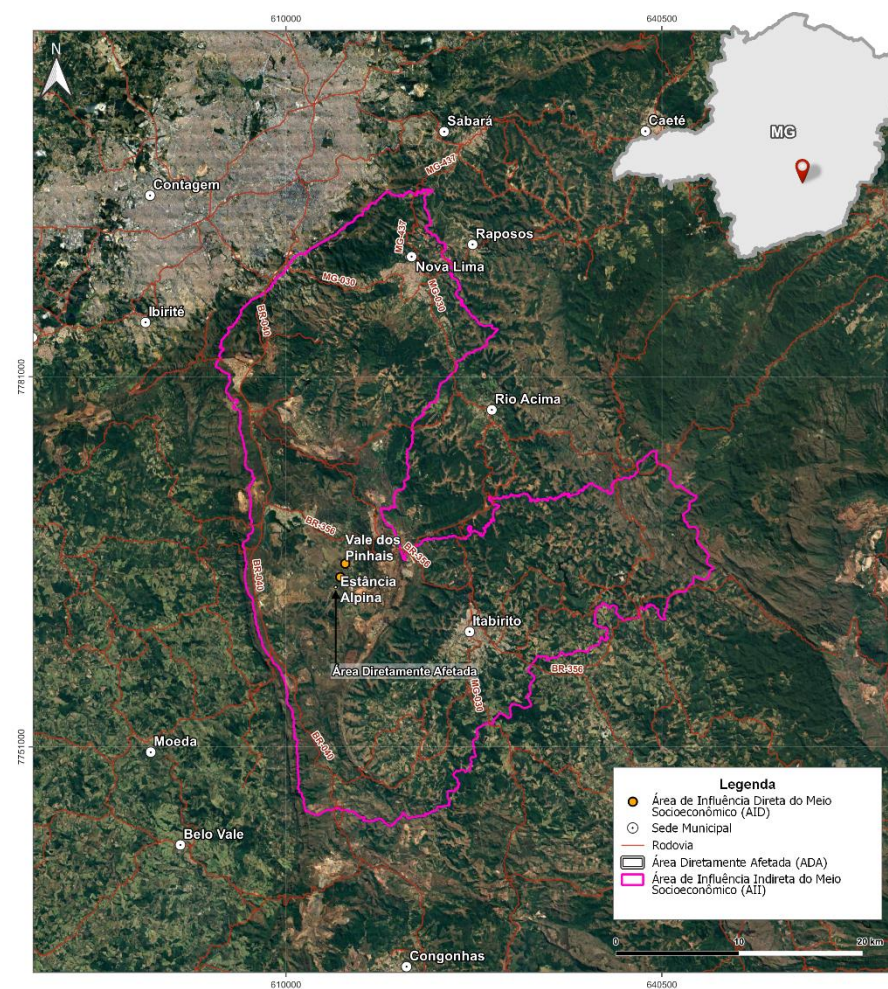 610000
640500
N
MG
Sabará
Caeté
MG-437
Contagem
MG-437
Raposos
Nova Lima
MG-030
MG-030
BR-040
Ibirité
7781000
7781000
Rio Acima
BR-356
Vale dos
Pinhais
BR-356
BR-040
Estância
Alpina
Itabirito
Área Diretamente Afetada
BR-356
MG-030
Moeda
BR-040
7751000
7751000
Belo Vale
Legenda
Área de Influência Direta do Meio
Socioeconômico (AID)
Sede Municipal
Rodovia
Área Diretamente Afetada (ADA)
Área de Influência Indireta do Meio
Socioeconômico (AII)
0 10 20 km
Congonhas
610000
640500